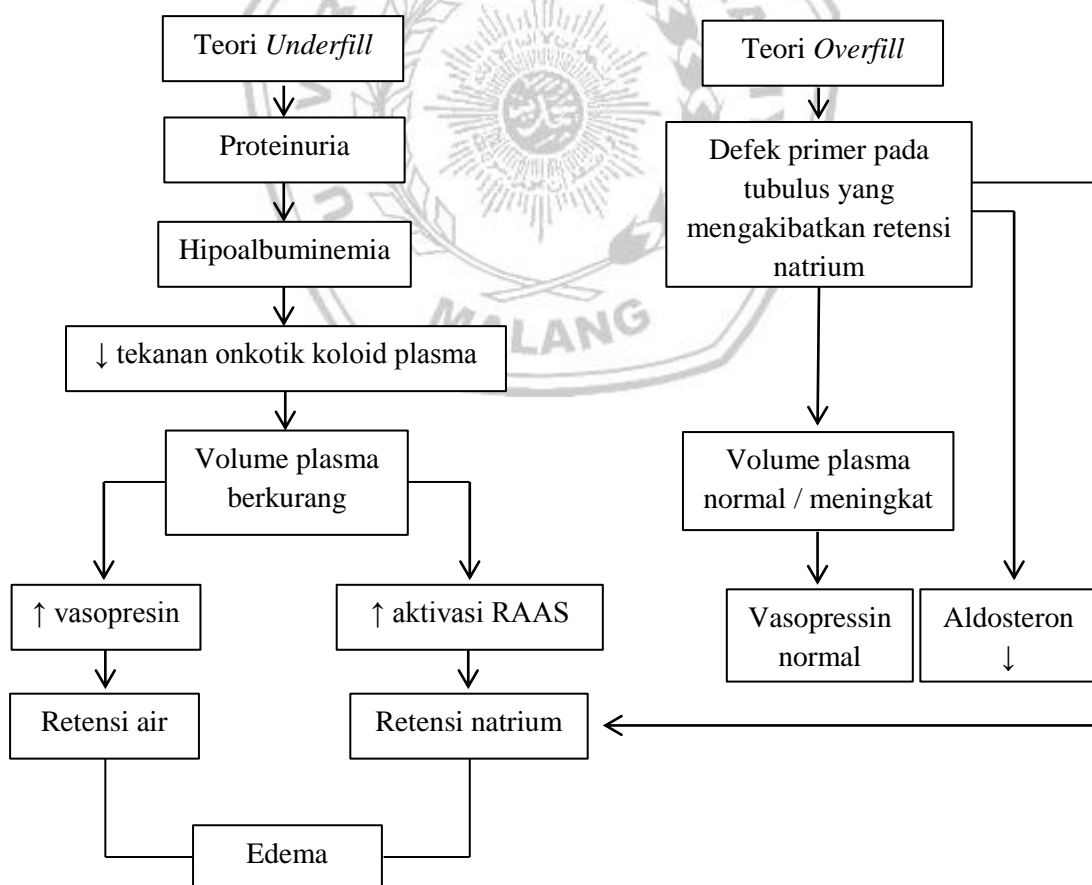 Teori Underfill
Teori Overfill
Proteinuria
Defek primer pada
tubulus yang
mengakibatkan retensi
natrium
Hipoalbuminemia
MALANG
↓ tekanan onkotik koloid plasma
Volume plasma
berkurang
Volume plasma
normal / meningkat
↑ vasopresin
↑ aktivasi RAAS
Vasopressin
normal
Aldosteron
↓
Retensi air
Retensi natrium
Edema